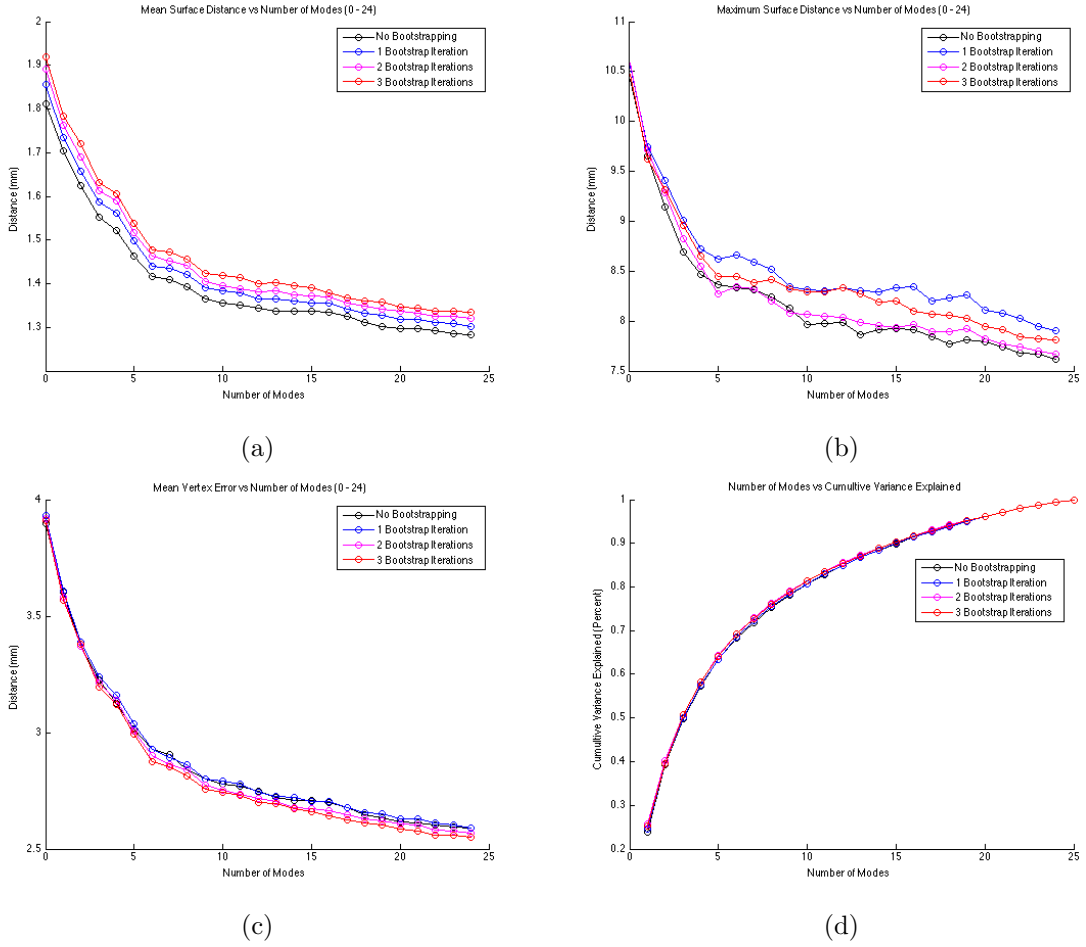 Mean Surface Distance vs Number of Modes (0 - 24)
2
1.9
1.8
1.7
1.6
1.5
1.4
1.3
Distance (mm)
No Bootstrapping
1 Bootstrap Iteration
2 Bootstrap Iterations
3 Bootstrap Iterations
0 5 10 15 20 25
Number of Modes
(a)
Maximum Surface Distance vs Number of Modes (0 - 24)
11
10.5
10
9.5
9
8.5
8
7.5
Distance (mm)
No Bootstrapping
1 Bootstrap Iteration
2 Bootstrap Iterations
3 Bootstrap Iterations
0 5 10 15 20 25
Number of Modes
(b)
Mean Vertex Error vs Number of Modes (0 - 24)
4
3.5
3
2.5
Distance (mm)
No Bootstrapping
1 Bootstrap Iteration
2 Bootstrap Iterations
3 Bootstrap Iterations
0 5 10 15 20 25
Number of Modes
(c)
Number of Modes vs Cumultive Variance Explained
1
0.9
0.8
0.7
0.6
0.5
0.4
0.3
0.2
Cumultive Variance Explained (Percent)
No Bootstrapping
1 Bootstrap Iteration
2 Bootstrap Iterations
3 Bootstrap Iterations
0 5 10 15 20 25
Number of Modes
(d)